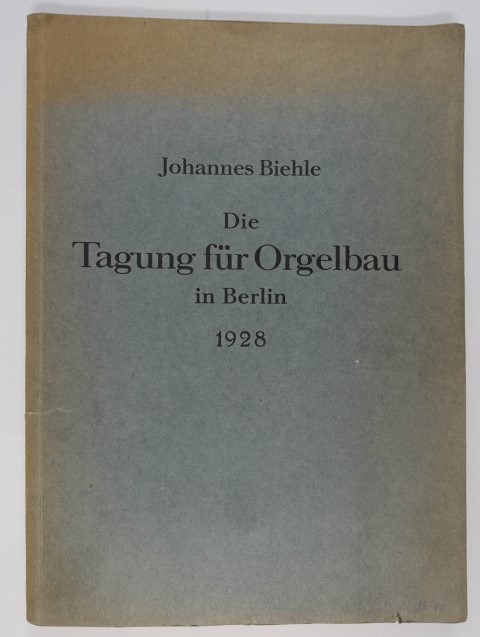 Johannes Biehle
Die
Tagung für Orgelbau
in Berlin
1928